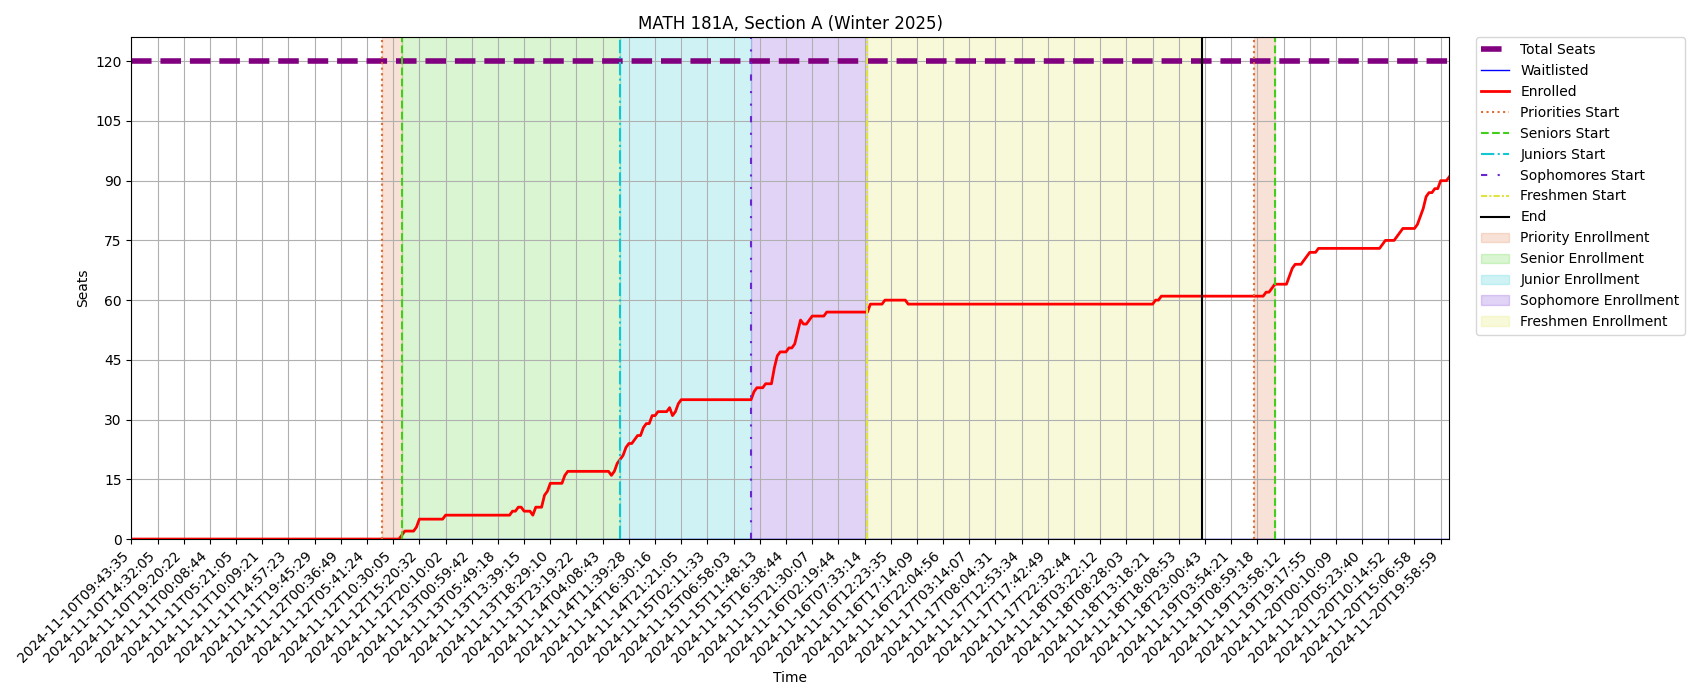 MATH 181A, Section A (Winter 2025)
Seats
120
105
90
75
60
45
30
15
0
2024-11-10T09:43:35
2024-11-10T14:32:05
2024-11-10T19:20:22
2024-11-11T00:08:44
2024-11-11T05:21:05
2024-11-11T10:09:21
2024-11-11T14:57:23
2024-11-11T19:45:29
2024-11-12T00:36:49
2024-11-12T05:41:24
2024-11-12T10:30:05
2024-11-12T15:20:32
2024-11-12T20:10:02
2024-11-13T00:59:42
2024-11-13T05:49:18
2024-11-13T13:39:15
2024-11-13T18:29:10
2024-11-13T23:19:22
2024-11-14T04:08:43
2024-11-14T11:39:28
2024-11-14T16:30:16
2024-11-14T21:21:05
2024-11-15T02:11:33
2024-11-15T06:58:03
2024-11-15T11:48:13
2024-11-15T16:38:44
2024-11-15T21:30:07
2024-11-16T02:19:44
2024-11-16T07:33:14
2024-11-16T12:23:35
2024-11-16T17:14:09
2024-11-16T22:04:56
2024-11-17T03:14:07
2024-11-17T08:04:31
2024-11-17T12:53:34
2024-11-17T17:42:49
2024-11-17T22:32:44
2024-11-18T03:22:12
2024-11-18T08:28:03
2024-11-18T13:18:21
2024-11-18T18:08:53
2024-11-18T23:00:43
2024-11-19T03:54:21
2024-11-19T08:59:18
2024-11-19T13:58:12
2024-11-19T19:17:55
2024-11-20T00:10:09
2024-11-20T05:23:40
2024-11-20T10:14:52
2024-11-20T15:06:58
2024-11-20T19:58:59
Time
Total Seats
Waitlisted
Enrolled
Priorities Start
Seniors Start
Juniors Start
Sophomores Start
Freshmen Start
End
Priority Enrollment
Senior Enrollment
Junior Enrollment
Sophomore Enrollment
Freshmen Enrollment